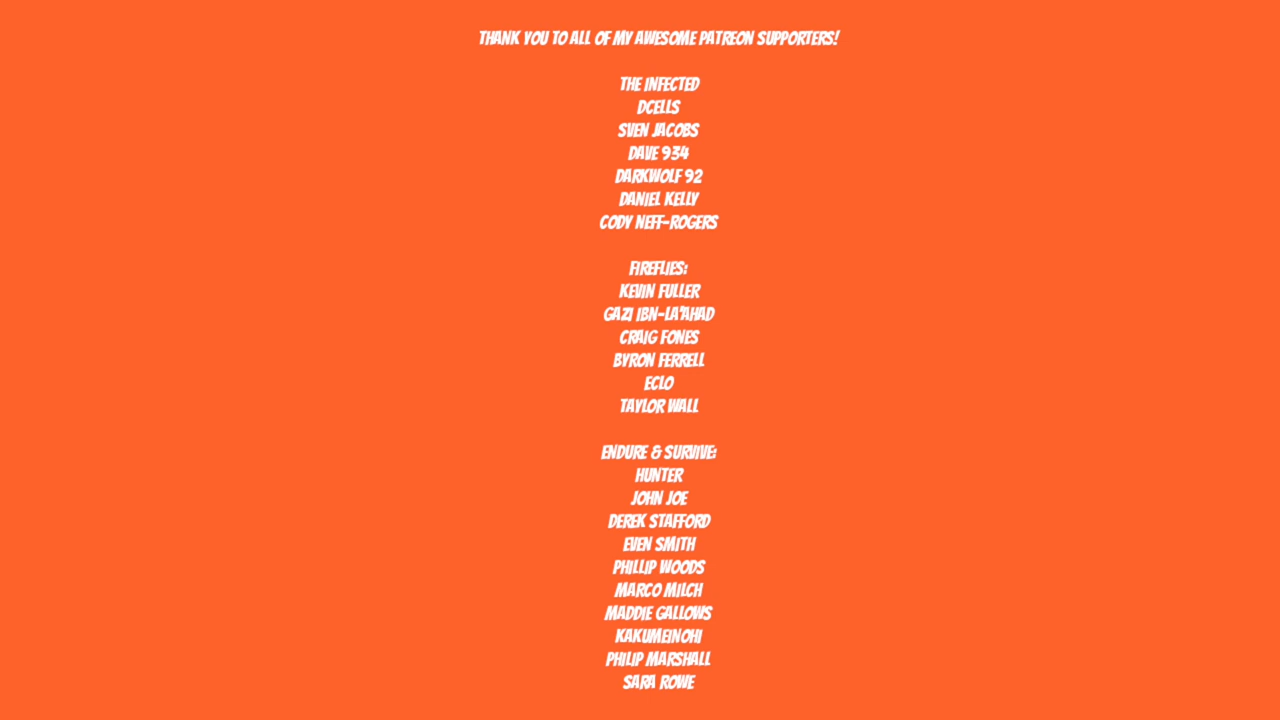 THANK YOU TO ALL OF MY AWESOME PATREON SUPPORTERS!
THE INFECTED
DCELLS
SVEN JACOBS
DAVE 934
DARKWOLF 92
DANIEL KELLY
CODY NEFF-ROGERS
FIREFLIES:
KEVIN FULLER
GAZI IBN-LA'AHAD
CRAIG FONES
BYRON FERRELL
ECLO
TAYLOR WALL
ENDURE & SURVIVE:
HUNTER
JOHN JOE
DEREK STAFFORD
EVEN SMITH
PHILLIP WOODS
MARCO MILCH
MADDIE GALLOWS
KAKUMEINOHI
PHILIP MARSHALL
SARA ROWE